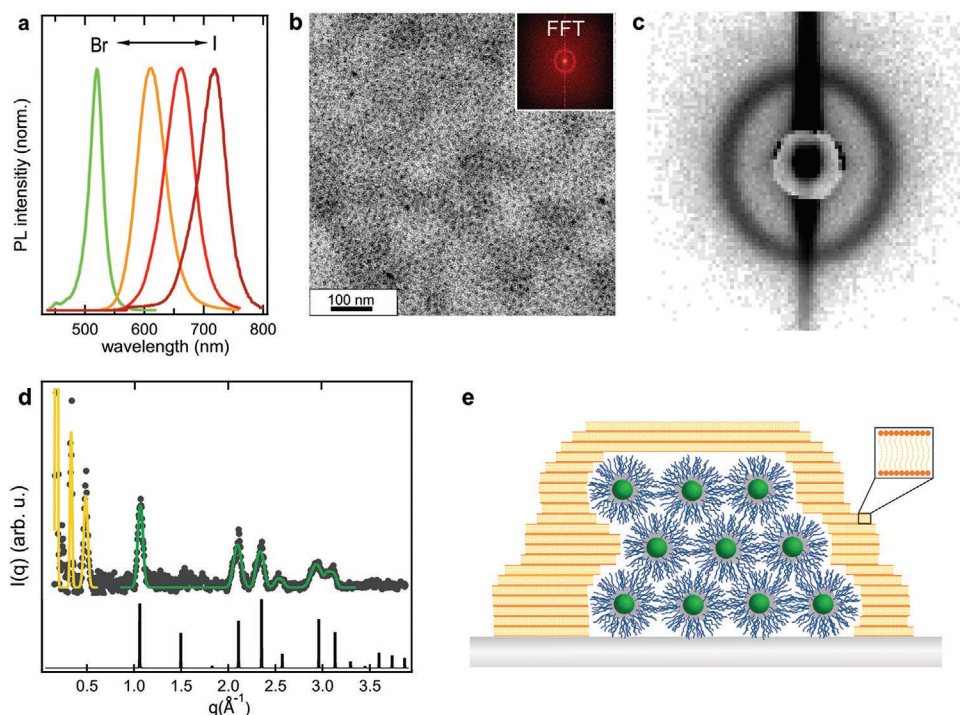 a
Br I
PL intensitiy (norm.)
500 600 700 800
wavelength (nm)
b
FFT
100 nm
c
d
I(q) (arb. u.)
0.5 1.0 1.5 2.0 2.5 3.0 3.5
q(Å⁻¹)
e